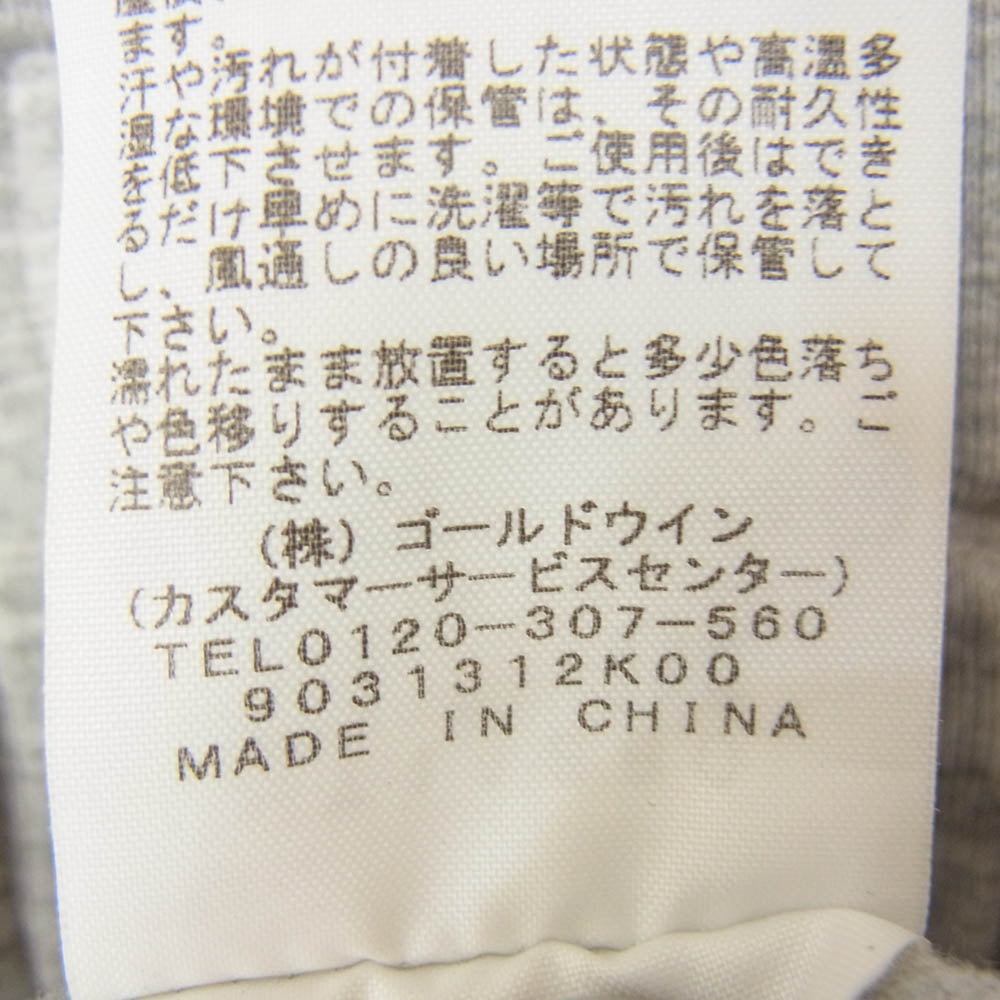 ます。
汗や汚れが付着した状態や高温多
湿な環境での保管は、その耐久性
を低下させます。ご使用後はでき
るだけ早めに洗濯等で汚れを落と
し、風通しの良い場所で保管して
下さい。
濡れたまま放置すると多少色落ち
や色移りすることがあります。ご
注意下さい。
(株) ゴールドウイン
(カスタマーサービスセンター)
TEL0120-307-560
9031312K00
MADE IN CHINA